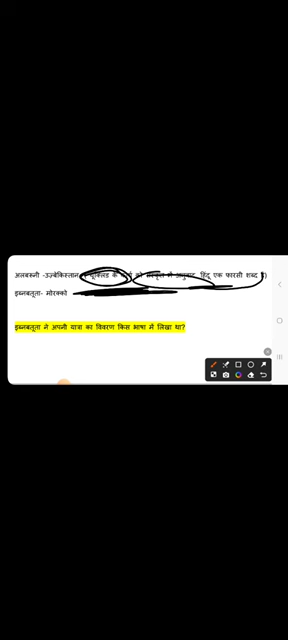 अलबरूनी -उज्बेकिस्तान यूक्लिड के को संस्कृत में अनुवाद, हिंदू एक फारसी शब्द है)
इब्नबतूता- मोरक्को
इब्नबतूता ने अपनी यात्रा का विवरण किस भाषा में लिखा था?